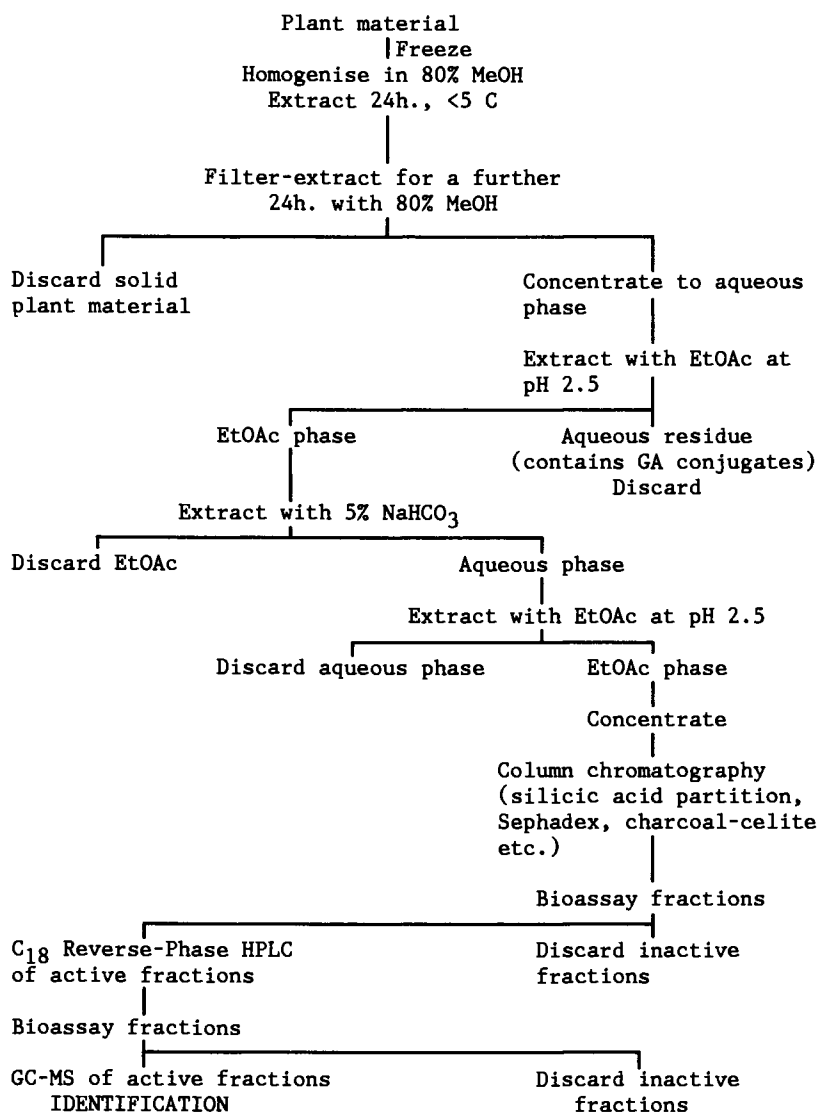 Plant material
Freeze
Homogenise in 80% MeOH
Extract 24h., <5 C
Filter-extract for a further
24h. with 80% MeOH
Discard solid
plant material
Concentrate to aqueous
phase
Extract with EtOAc at
pH 2.5
EtOAc phase
Aqueous residue
(contains GA conjugates)
Discard
Extract with 5% NaHCO3
Discard EtOAc
Aqueous phase
Extract with EtOAc at pH 2.5
Discard aqueous phase
EtOAc phase
Concentrate
Column chromatography
(silicic acid partition,
Sephadex, charcoal-celite
etc.)
Bioassay fractions
C18 Reverse-Phase HPLC
of active fractions
Discard inactive
fractions
Bioassay fractions
GC-MS of active fractions
IDENTIFICATION
Discard inactive
fractions